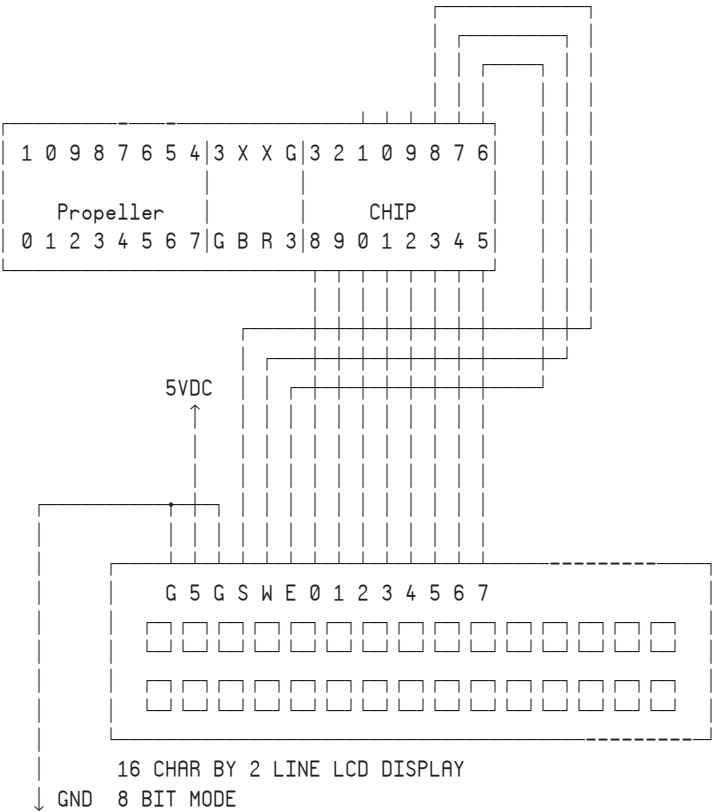 1 0 9 8 7 6 5 4 3 X X G 3 2 1 0 9 8 7 6
Propeller CHIP
0 1 2 3 4 5 6 7 G B R 3 8 9 0 1 2 3 4 5
5VDC
G 5 G S W E 0 1 2 3 4 5 6 7
16 CHAR BY 2 LINE LCD DISPLAY
GND 8 BIT MODE